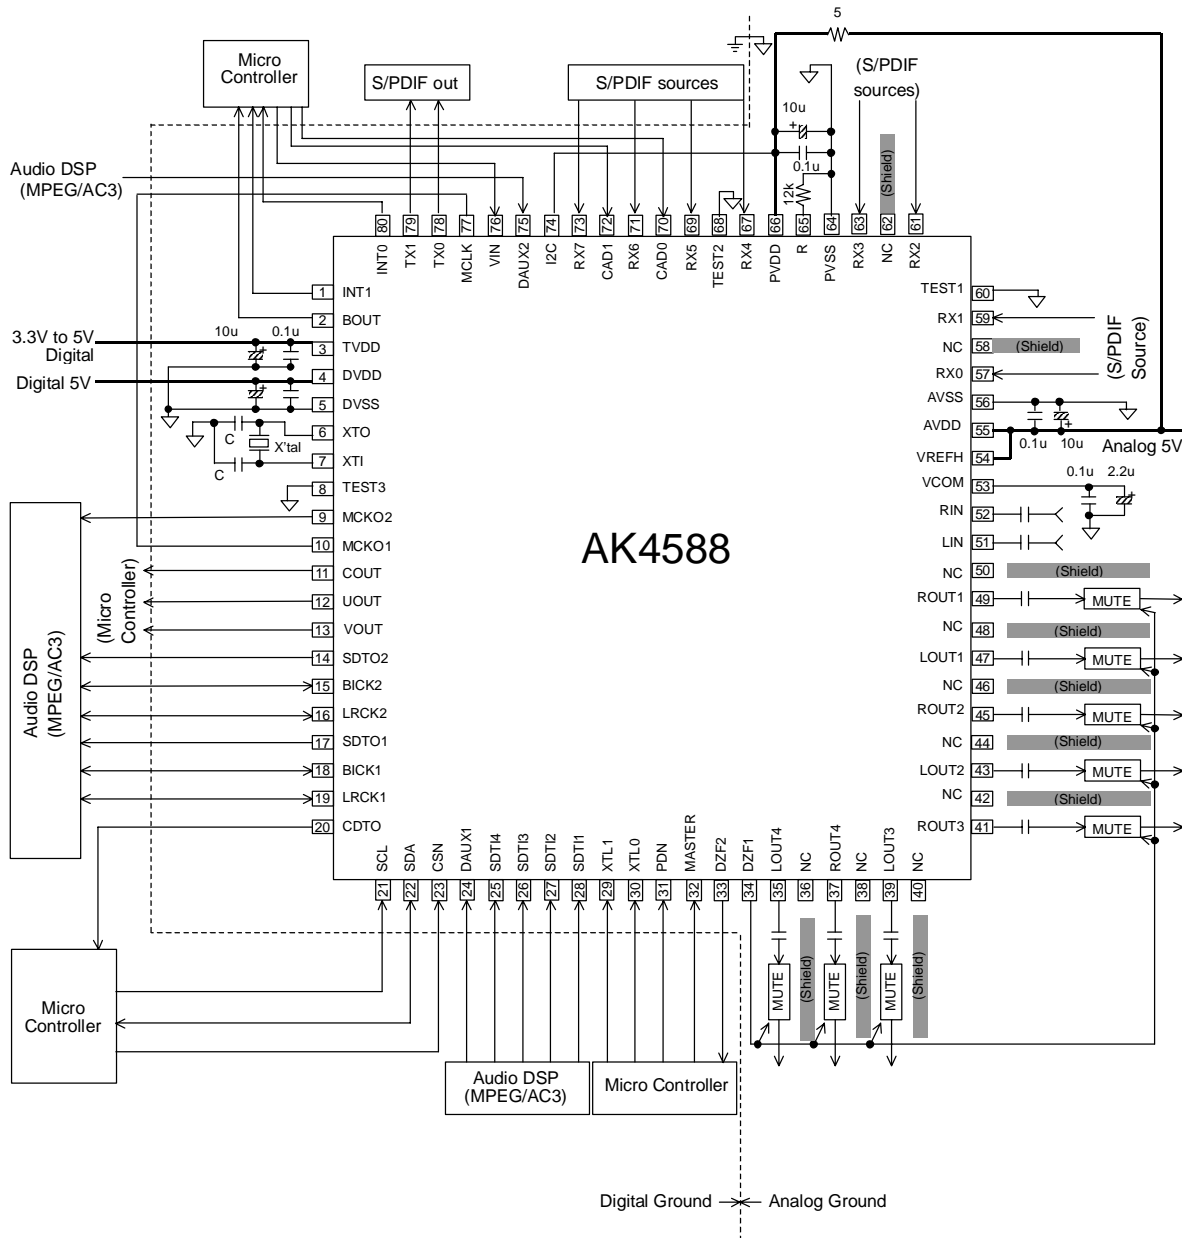 5
Micro
Controller
S/PDIF out
S/PDIF sources
(S/PDIF
sources)
10u
+
0.1u
12k
(Shield)
Audio DSP
(MPEG/AC3)
80
79
78
77
76
75
74
73
72
71
70
69
68
67
66
65
64
63
62
61
INT0
TX1
TX0
MCLK
VIN
DAUX2
I2C
RX7
CAD1
RX6
CAD0
RX5
TEST2
RX4
PVDD
R
PVSS
RX3
NC
RX2
1 INT1
2 BOUT
3.3V to 5V
Digital
10u
0.1u
+
3 TVDD
Digital 5V
+
4 DVDD
5 DVSS
C
X'tal
C
6 XTO
7 XTI
8 TEST3
9 MCKO2
10 MCKO1
11 COUT
12 UOUT
13 VOUT
(Micro
Controller)
14 SDTO2
15 BICK2
16 LRCK2
17 SDTO1
18 BICK1
19 LRCK1
20 CDTO
Audio DSP
(MPEG/AC3)
AK4588
TEST1 60
RX1 59
NC 58 (Shield)
RX0 57
(S/PDIF
Source)
AVSS 56
AVDD 55
0.1u
10u
+
Analog 5V
VREFH 54
VCOM 53
0.1u
2.2u
+
RIN 52
LIN 51
NC 50 (Shield)
ROUT1 49 MUTE
NC 48 (Shield)
LOUT1 47 MUTE
NC 46 (Shield)
ROUT2 45 MUTE
NC 44 (Shield)
LOUT2 43 MUTE
NC 42 (Shield)
ROUT3 41 MUTE
SCL
SDA
CSN
DAUX1
SDTI4
SDTI3
SDTI2
SDTI1
XTL1
XTL0
PDN
MASTER
DZF2
DZF1
LOUT4
NC
ROUT4
NC
LOUT3
NC
21
22
23
24
25
26
27
28
29
30
31
32
33
34
35
36
37
38
39
40
MUTE
(Shield)
MUTE
(Shield)
MUTE
(Shield)
Micro
Controller
Audio DSP
(MPEG/AC3)
Micro Controller
Digital Ground
Analog Ground